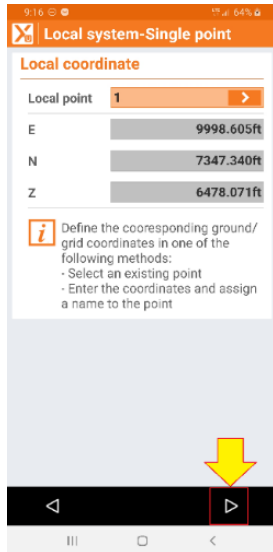 9:16 64%
Local system-Single point
Local coordinate
Local point 1
E 9998.605ft
N 7347.340ft
Z 6478.071ft
i Define the cooresponding ground/
grid coordinates in one of the
following methods:
- Select an existing point
- Enter the coordinates and assign
a name to the point